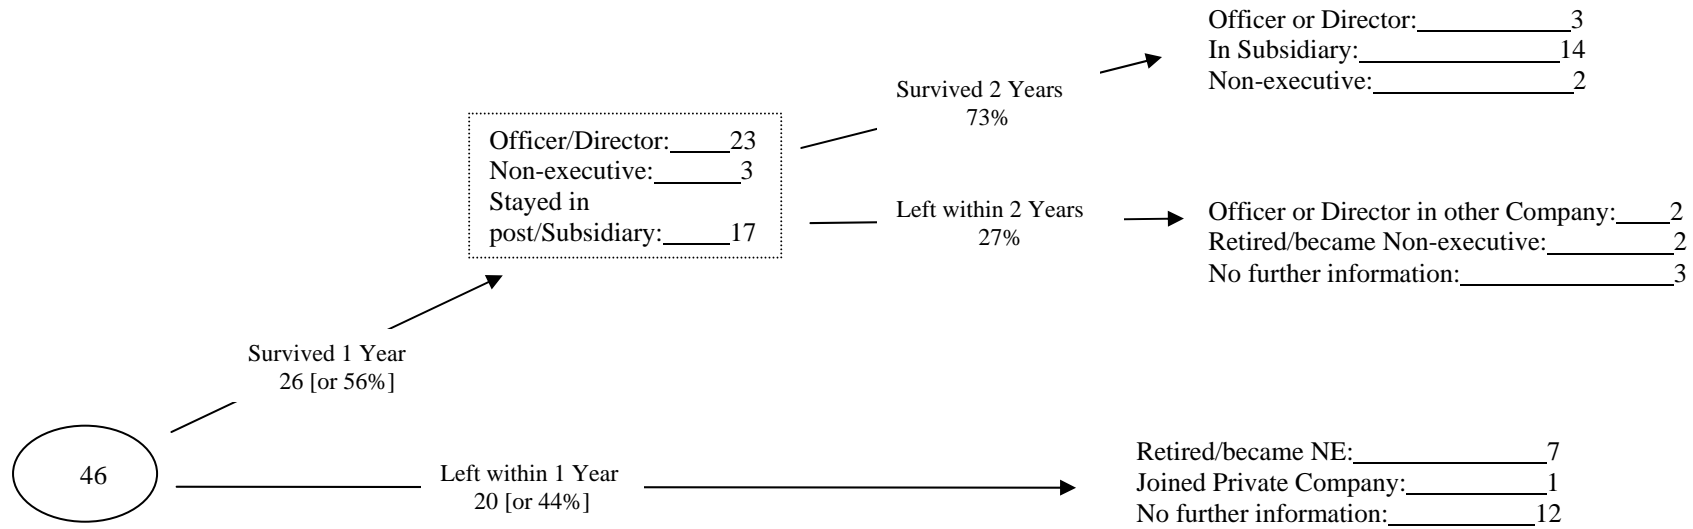 Officer or Director: 3
In Subsidiary: 14
Non-executive: 2
Survived 2 Years
73%
Officer/Director: 23
Non-executive: 3
Stayed in
post/Subsidiary: 17
Left within 2 Years
27%
Officer or Director in other Company: 2
Retired/became Non-executive: 2
No further information: 3
Survived 1 Year
26 [or 56%]
46
Left within 1 Year
20 [or 44%]
Retired/became NE: 7
Joined Private Company: 1
No further information: 12